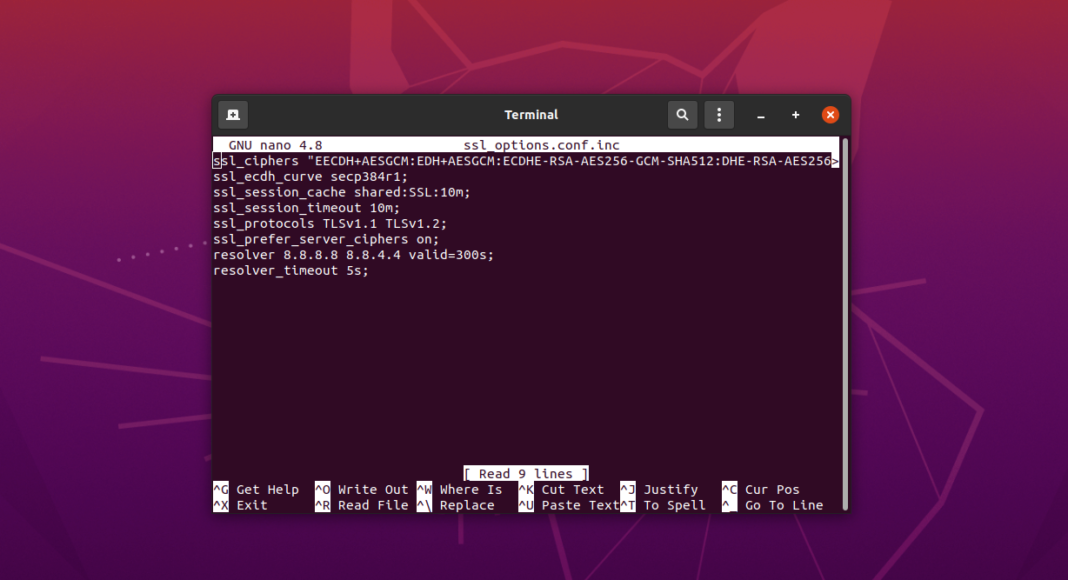 Terminal
GNU nano 4.8 ssl_options.conf.inc
ssl_ciphers "EECDH+AESGCM:EDH+AESGCM:ECDHE-RSA-AES256-GCM-SHA512:DHE-RSA-AES256>
ssl_ecdh_curve secp384r1;
ssl_session_cache shared:SSL:10m;
ssl_session_timeout 10m;
ssl_protocols TLSv1.1 TLSv1.2;
ssl_prefer_server_ciphers on;
resolver 8.8.8.8 8.8.4.4 valid=300s;
resolver_timeout 5s;
[ Read 9 lines ]
^G Get Help ^O Write Out ^W Where Is ^K Cut Text ^J Justify ^C Cur Pos
^X Exit ^R Read File ^\ Replace ^U Paste Text ^T To Spell ^_ Go To Line